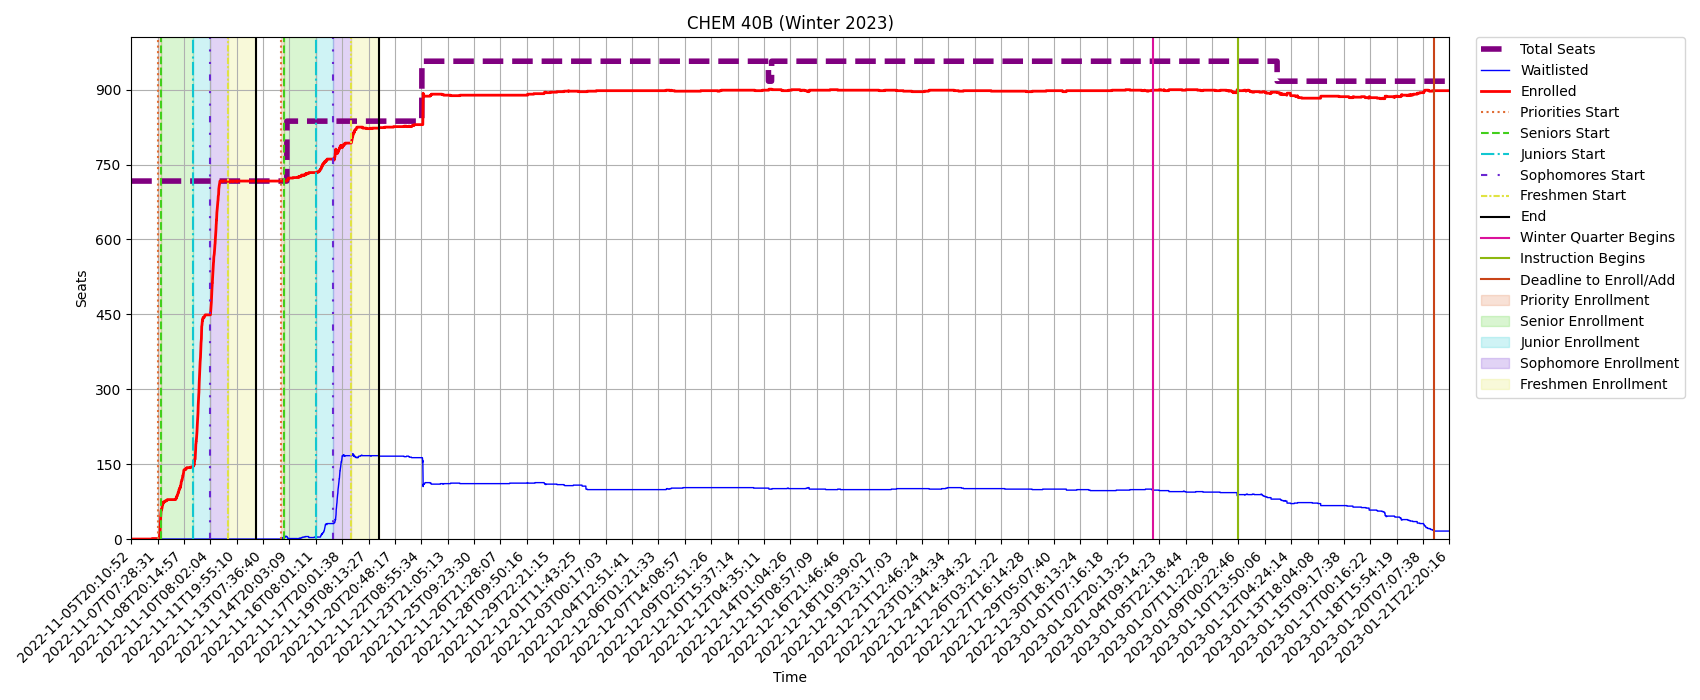 CHEM 40B (Winter 2023)
Seats
900
750
600
450
300
150
0
2022-11-05T20:10:52
2022-11-07T07:28:31
2022-11-08T20:14:57
2022-11-10T08:02:04
2022-11-11T19:55:10
2022-11-13T07:36:40
2022-11-14T20:03:09
2022-11-16T08:01:11
2022-11-17T20:01:38
2022-11-19T08:13:27
2022-11-20T20:48:17
2022-11-22T08:55:34
2022-11-23T21:05:13
2022-11-25T09:23:30
2022-11-26T21:28:07
2022-11-28T09:50:16
2022-11-29T22:21:15
2022-12-01T11:43:25
2022-12-03T00:17:03
2022-12-04T12:51:41
2022-12-06T01:21:33
2022-12-07T14:08:57
2022-12-09T02:51:26
2022-12-10T15:37:14
2022-12-12T04:35:11
2022-12-14T01:04:26
2022-12-15T08:57:09
2022-12-16T21:46:46
2022-12-18T10:39:02
2022-12-19T23:17:03
2022-12-21T12:46:24
2022-12-23T01:34:34
2022-12-24T14:34:32
2022-12-26T03:21:22
2022-12-27T16:14:28
2022-12-29T05:07:40
2022-12-30T18:13:24
2023-01-01T07:16:18
2023-01-02T20:13:25
2023-01-04T09:14:23
2023-01-05T22:18:44
2023-01-07T11:22:28
2023-01-09T00:22:46
2023-01-10T13:50:06
2023-01-12T04:24:14
2023-01-13T18:04:08
2023-01-15T09:17:38
2023-01-17T00:16:22
2023-01-18T15:54:19
2023-01-20T07:07:38
2023-01-21T22:20:16
Time
Total Seats
Waitlisted
Enrolled
Priorities Start
Seniors Start
Juniors Start
Sophomores Start
Freshmen Start
End
Winter Quarter Begins
Instruction Begins
Deadline to Enroll/Add
Priority Enrollment
Senior Enrollment
Junior Enrollment
Sophomore Enrollment
Freshmen Enrollment